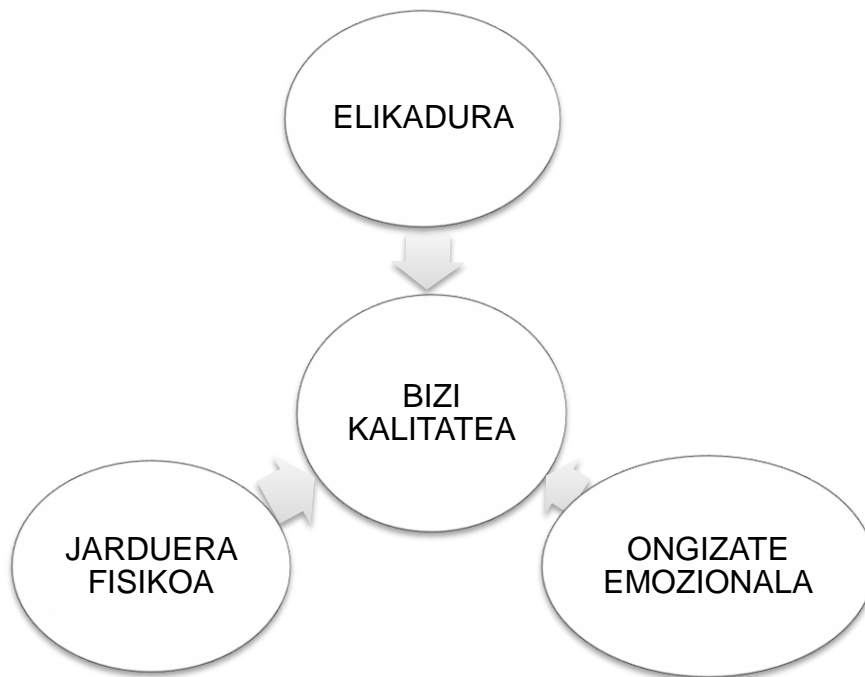 ELIKADURA
BIZI
KALITATEA
JARDUERA
FISIKOA
ONGIZATE
EMOZIONALA